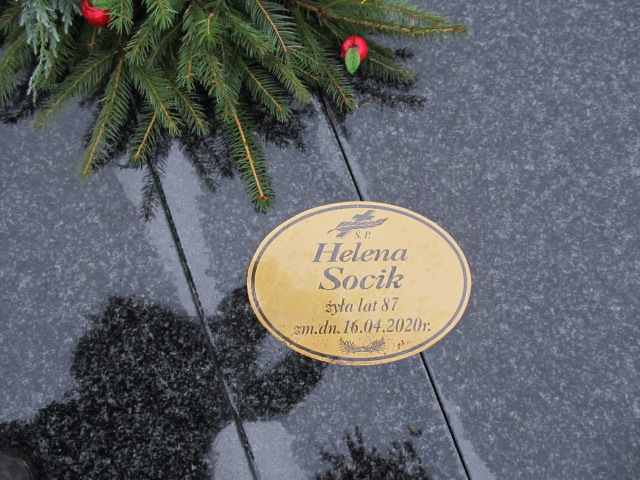 Ś.P.
Helena
Socik
żyła lat 87
zm.dn.16.04.2020r.